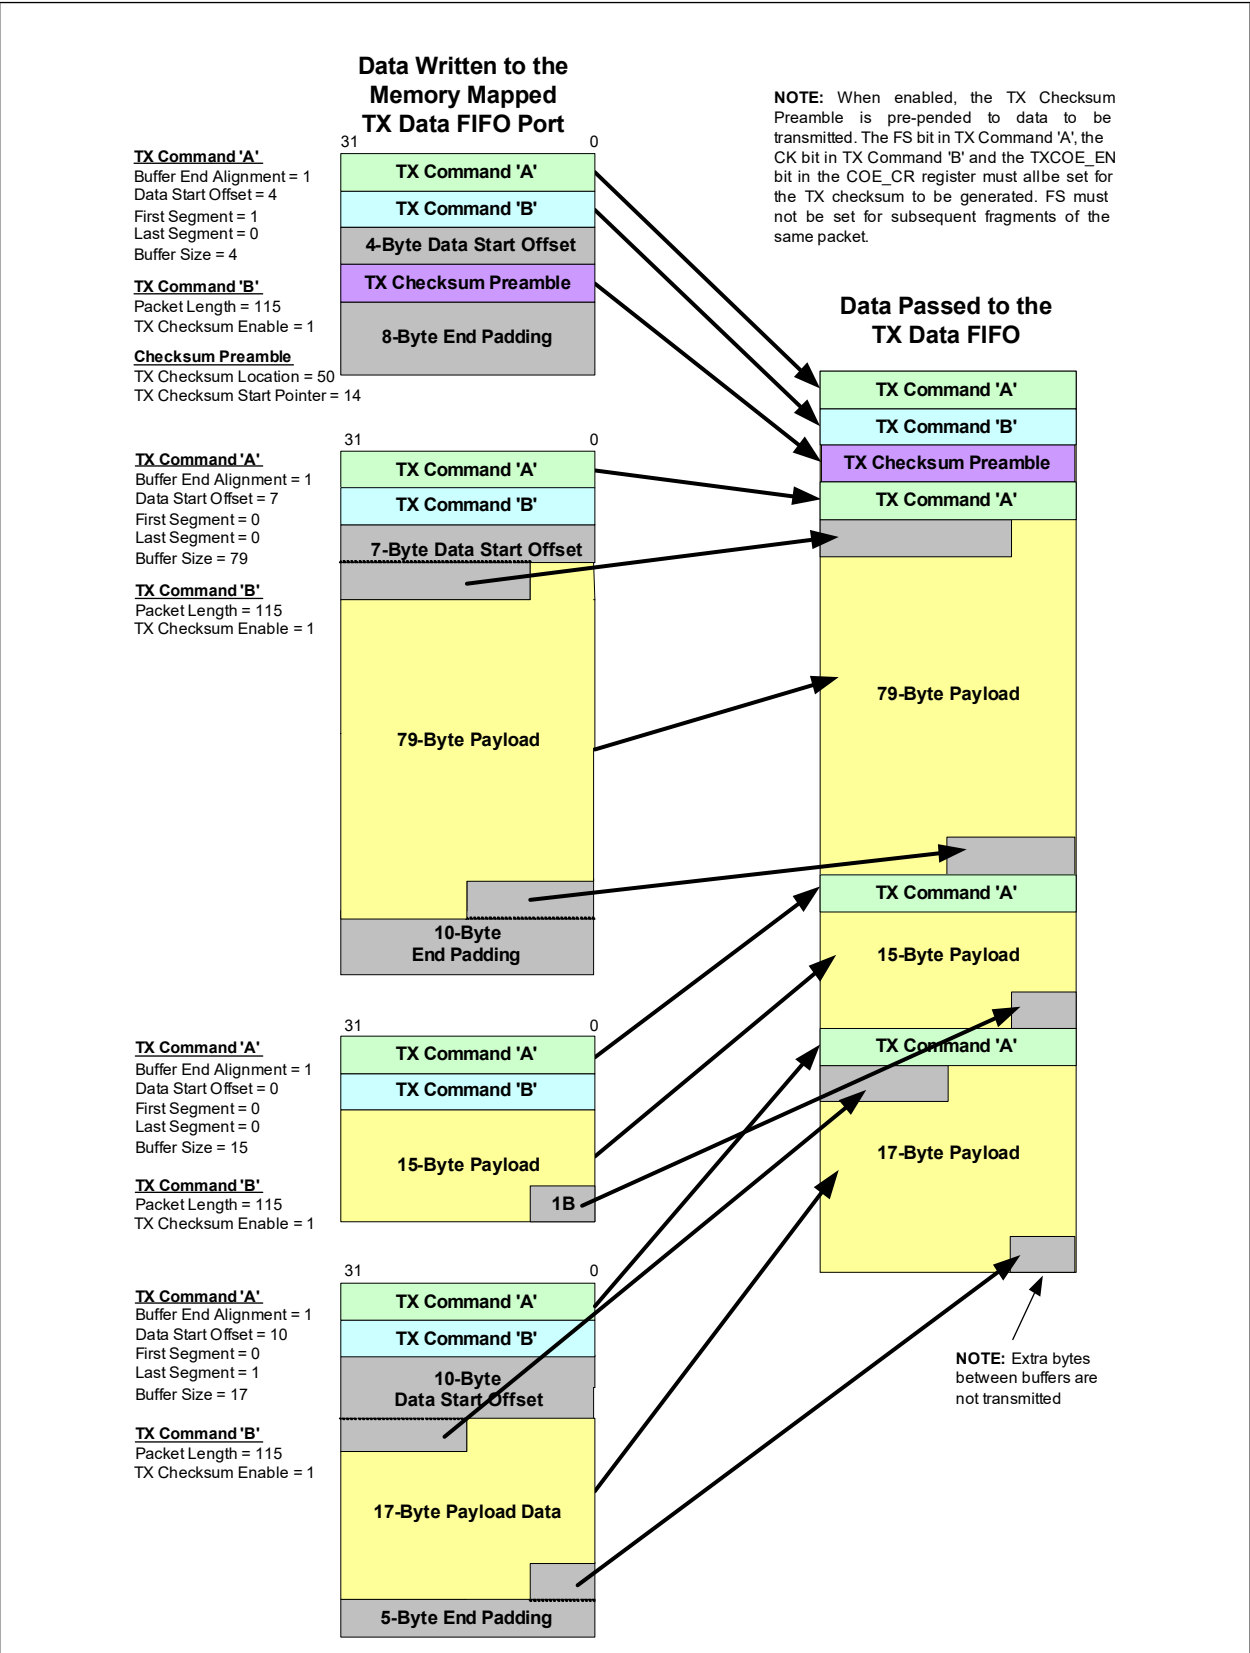 Data Written to the
Memory Mapped
TX Data FIFO Port
31 0
TX Command 'A'
Buffer End Alignment = 1
Data Start Offset = 4
First Segment = 1
Last Segment = 0
Buffer Size = 4
TX Command 'B'
Packet Length = 115
TX Checksum Enable = 1
Checksum Preamble
TX Checksum Location = 50
TX Checksum Start Pointer = 14
TX Command 'A'
TX Command 'B'
4-Byte Data Start Offset
TX Checksum Preamble
8-Byte End Padding
NOTE: When enabled, the TX Checksum
Preamble is pre-pended to data to be
transmitted. The FS bit in TX Command 'A', the
CK bit in TX Command 'B' and the TXCOE_EN
bit in the COE_CR register must allbe set for
the TX checksum to be generated. FS must
not be set for subsequent fragments of the
same packet.
31 0
TX Command 'A'
Buffer End Alignment = 1
Data Start Offset = 7
First Segment = 0
Last Segment = 0
Buffer Size = 79
TX Command 'B'
Packet Length = 115
TX Checksum Enable = 1
TX Command 'A'
TX Command 'B'
7-Byte Data Start Offset
79-Byte Payload
10-Byte
End Padding
31 0
TX Command 'A'
Buffer End Alignment = 1
Data Start Offset = 0
First Segment = 0
Last Segment = 0
Buffer Size = 15
TX Command 'B'
Packet Length = 115
TX Checksum Enable = 1
TX Command 'A'
TX Command 'B'
15-Byte Payload
1B
31 0
TX Command 'A'
Buffer End Alignment = 1
Data Start Offset = 10
First Segment = 0
Last Segment = 1
Buffer Size = 17
TX Command 'B'
Packet Length = 115
TX Checksum Enable = 1
TX Command 'A'
TX Command 'B'
10-Byte
Data Start Offset
17-Byte Payload Data
5-Byte End Padding
Data Passed to the
TX Data FIFO
TX Command 'A'
TX Command 'B'
TX Checksum Preamble
TX Command 'A'
79-Byte Payload
TX Command 'A'
15-Byte Payload
TX Command 'A'
17-Byte Payload
NOTE: Extra bytes
between buffers are
not transmitted